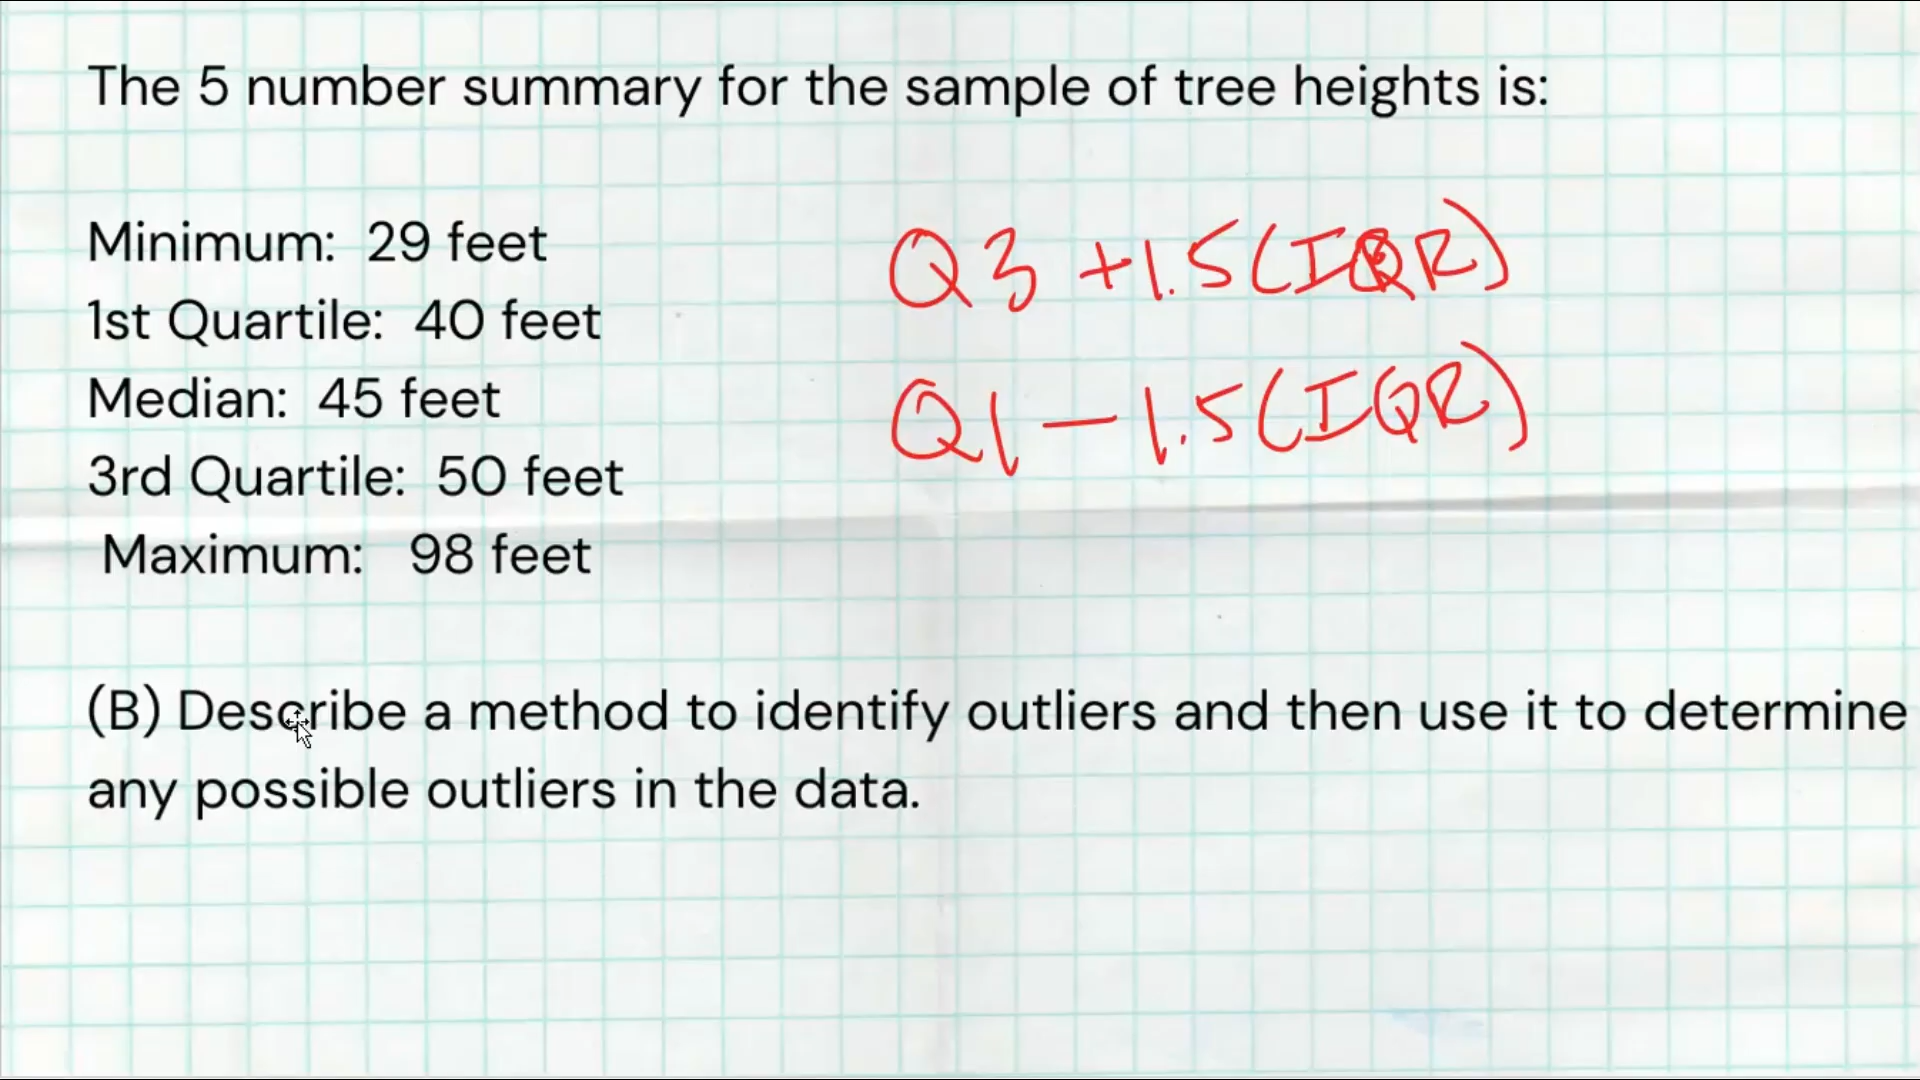 The 5 number summary for the sample of tree heights is:
Minimum: 29 feet
1st Quartile: 40 feet
Median: 45 feet
3rd Quartile: 50 feet
Maximum: 98 feet
Q3 +1.5(IQR)
Q1 - 1.5(IQR)
(B) Describe a method to identify outliers and then use it to determine
any possible outliers in the data.